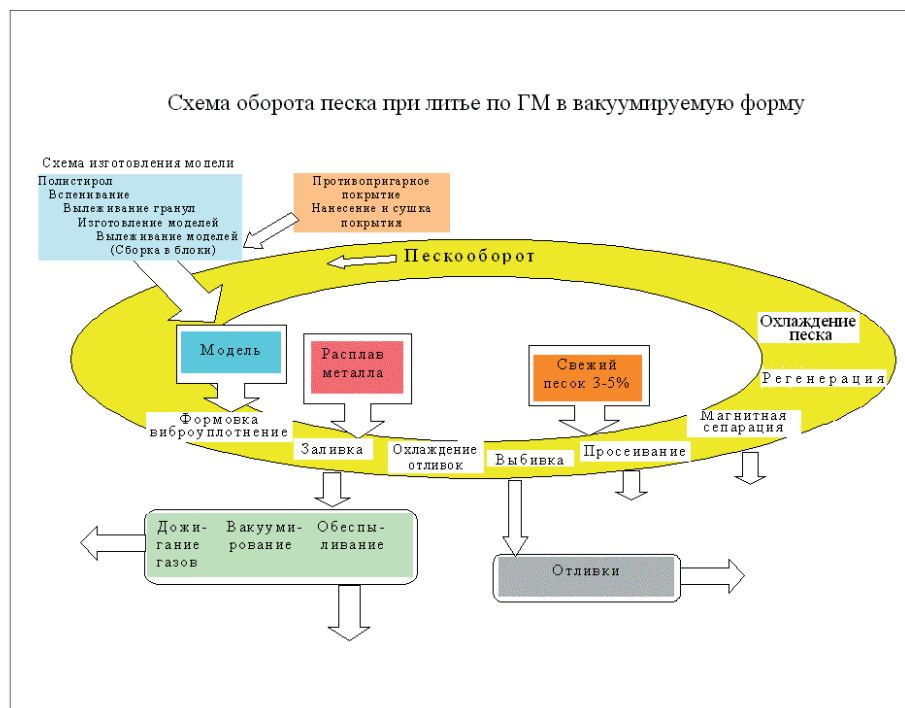 Схема оборота песка при литье по ГМ в вакуумируемую форму
Схема изготовления модели
Полистирол
Вспенивание
Вылеживание гранул
Изготовление моделей
Вылеживание моделей
(Сборка в блоки)
Противопригарное
покрытие
Нанесение и сушка
покрытия
Пескооборот
Охлаждение
песка
Регенерация
Магнитная
сепарация
Модель
Расплав
металла
Свежий
песок 3-5%
Формовка
виброуплотнение
Заливка
Охлаждение
отливок
Выбивка
Просеивание
Дожи-
гание
газов
Вакууми-
рование
Обеспы-
ливание
Отливки